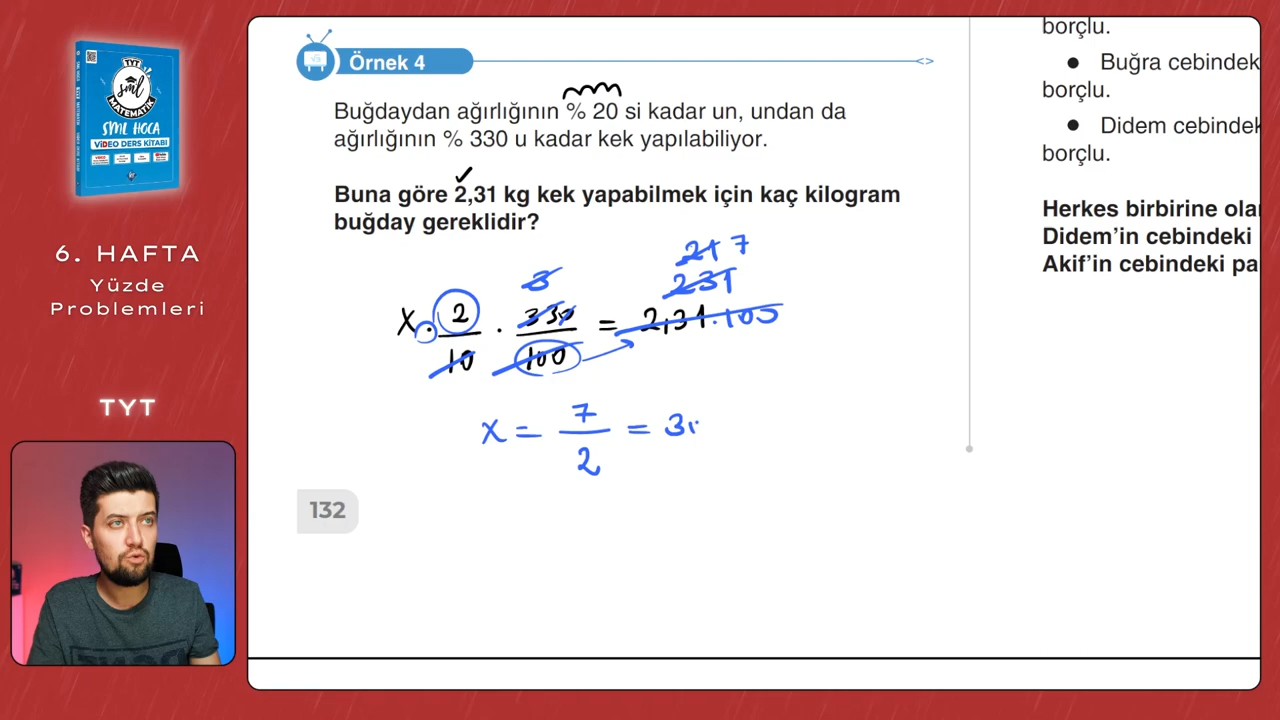 TYT
sml
MATEMATİK
SML HOCA
VİDEO DERS KİTABI
6. HAFTA
Yüzde
Problemleri
TYT
Örnek 4
<>
Buğdaydan ağırlığının % 20 si kadar un, undan da
ağırlığının % 330 u kadar kek yapılabiliyor.
Buna göre 2,31 kg kek yapabilmek için kaç kilogram
buğday gereklidir?
21 7
3 231
x · 2/10 · 330/100 = 2,31.100
x = 7/2 = 3,
132
borçlu.
● Buğra cebindek
borçlu.
● Didem cebindek
borçlu.
Herkes birbirine ola
Didem'in cebindeki
Akif'in cebindeki pa